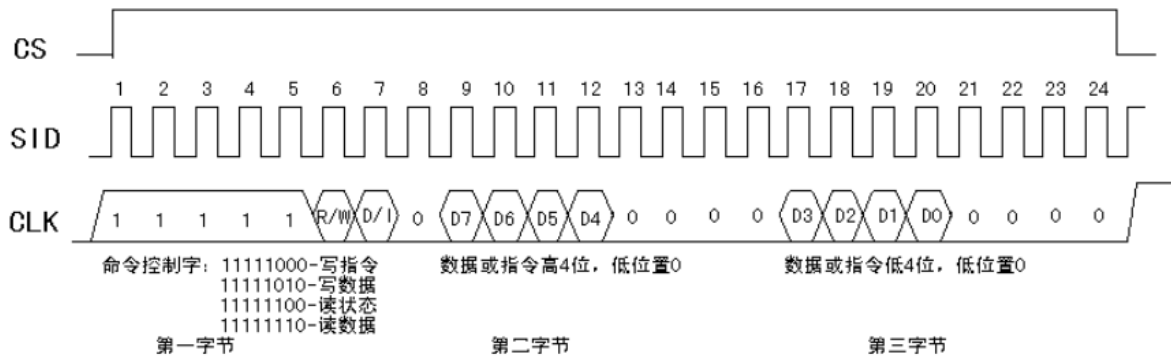 CS
1 2 3 4 5 6 7 8 9 10 11 12 13 14 15 16 17 18 19 20 21 22 23 24
SID
CLK 1 1 1 1 1 R/W D/I 0 D7 D6 D5 D4 0 0 0 0 D3 D2 D1 D0 0 0 0 0
命令控制字: 11111000-写指令 数据或指令高4位，低位置0 数据或指令低4位，低位置0
11111010-写数据
11111100-读状态
11111110-读数据
第一字节 第二字节 第三字节